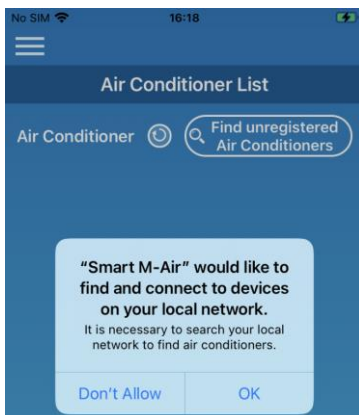 No SIM 16:18
Air Conditioner List
Air Conditioner
Find unregistered
Air Conditioners
“Smart M-Air” would like to
find and connect to devices
on your local network.
It is necessary to search your local
network to find air conditioners.
Don’t Allow OK